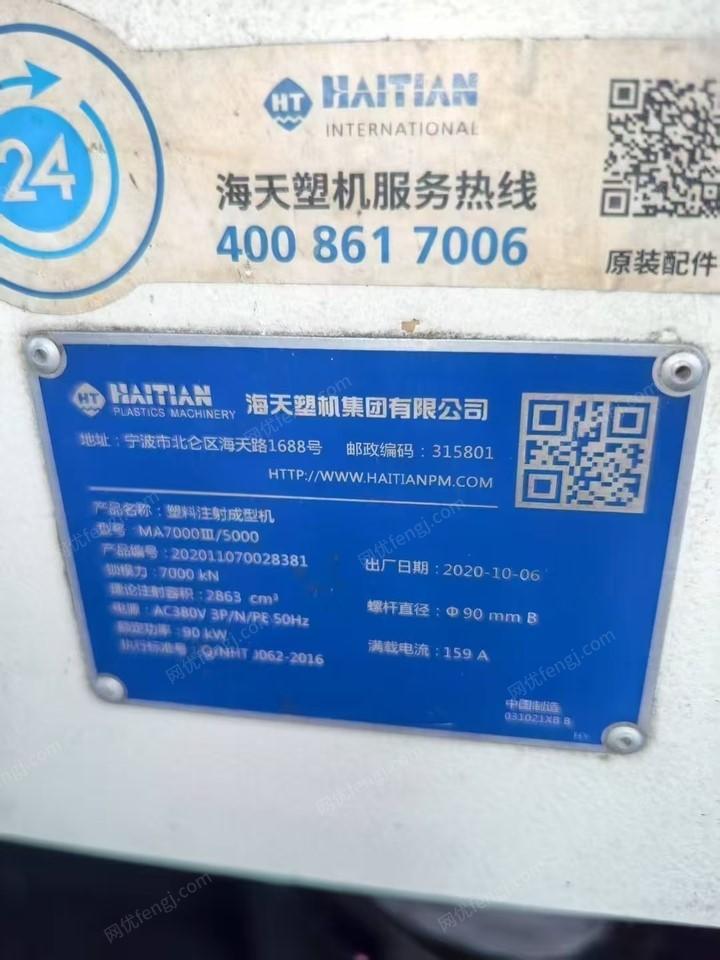 24
HT HAITIAN
INTERNATIONAL
海天塑机服务热线
400 861 7006
原装配件
HT HAITIAN
PLASTICS MACHINERY
海天塑机集团有限公司
地址：宁波市北仑区海天路1688号 邮政编码：315801
HTTP://WWW.HAITIANPM.COM
产品名称：塑料注射成型机
型号：MA7000Ⅲ/5000
产品编号：202011070028381
出厂日期：2020-10-06
锁模力：7000 kN
理论注射容积：2863 cm³
螺杆直径：Φ90 mm B
电源：AC380V 3P/N/PE 50Hz
额定功率：90 kW
满载电流：159 A
执行标准号：Q/NHT J062-2016
中国制造
031021XB B
HY
网优fengj.com